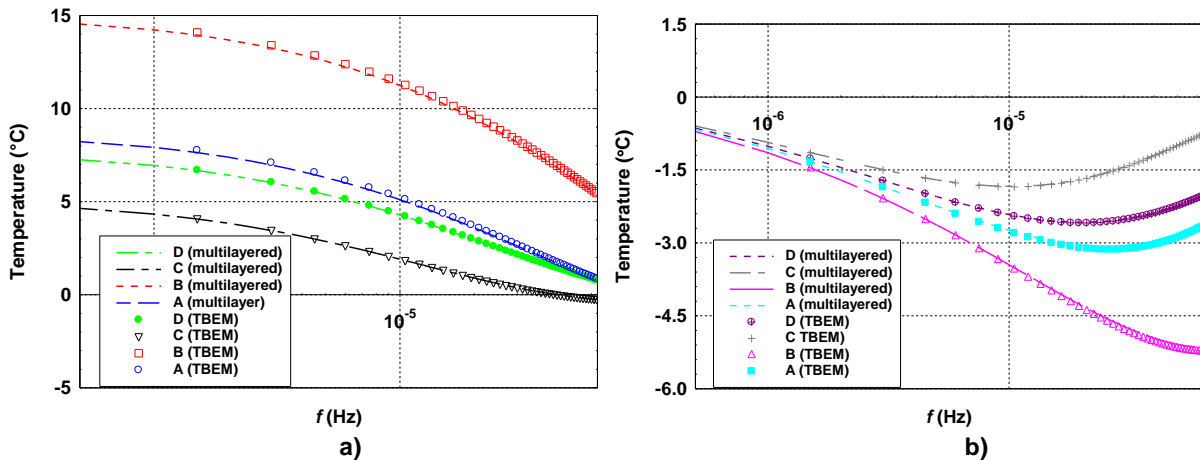 15
10
5
0
-5
Temperature (°C)
10-5
D (multilayered)
C (multilayered)
B (multilayered)
A (multilayer)
D (TBEM)
C (TBEM)
B (TBEM)
A (TBEM)
f (Hz)
a)
1.5
0
-1.5
-3.0
-4.5
-6.0
Temperature (°C)
10-6
10-5
D (multilayered)
C (multilayered)
B (multilayered)
A (multilayered)
D (TBEM)
C TBEM)
B (TBEM)
A (TBEM)
f (Hz)
b)